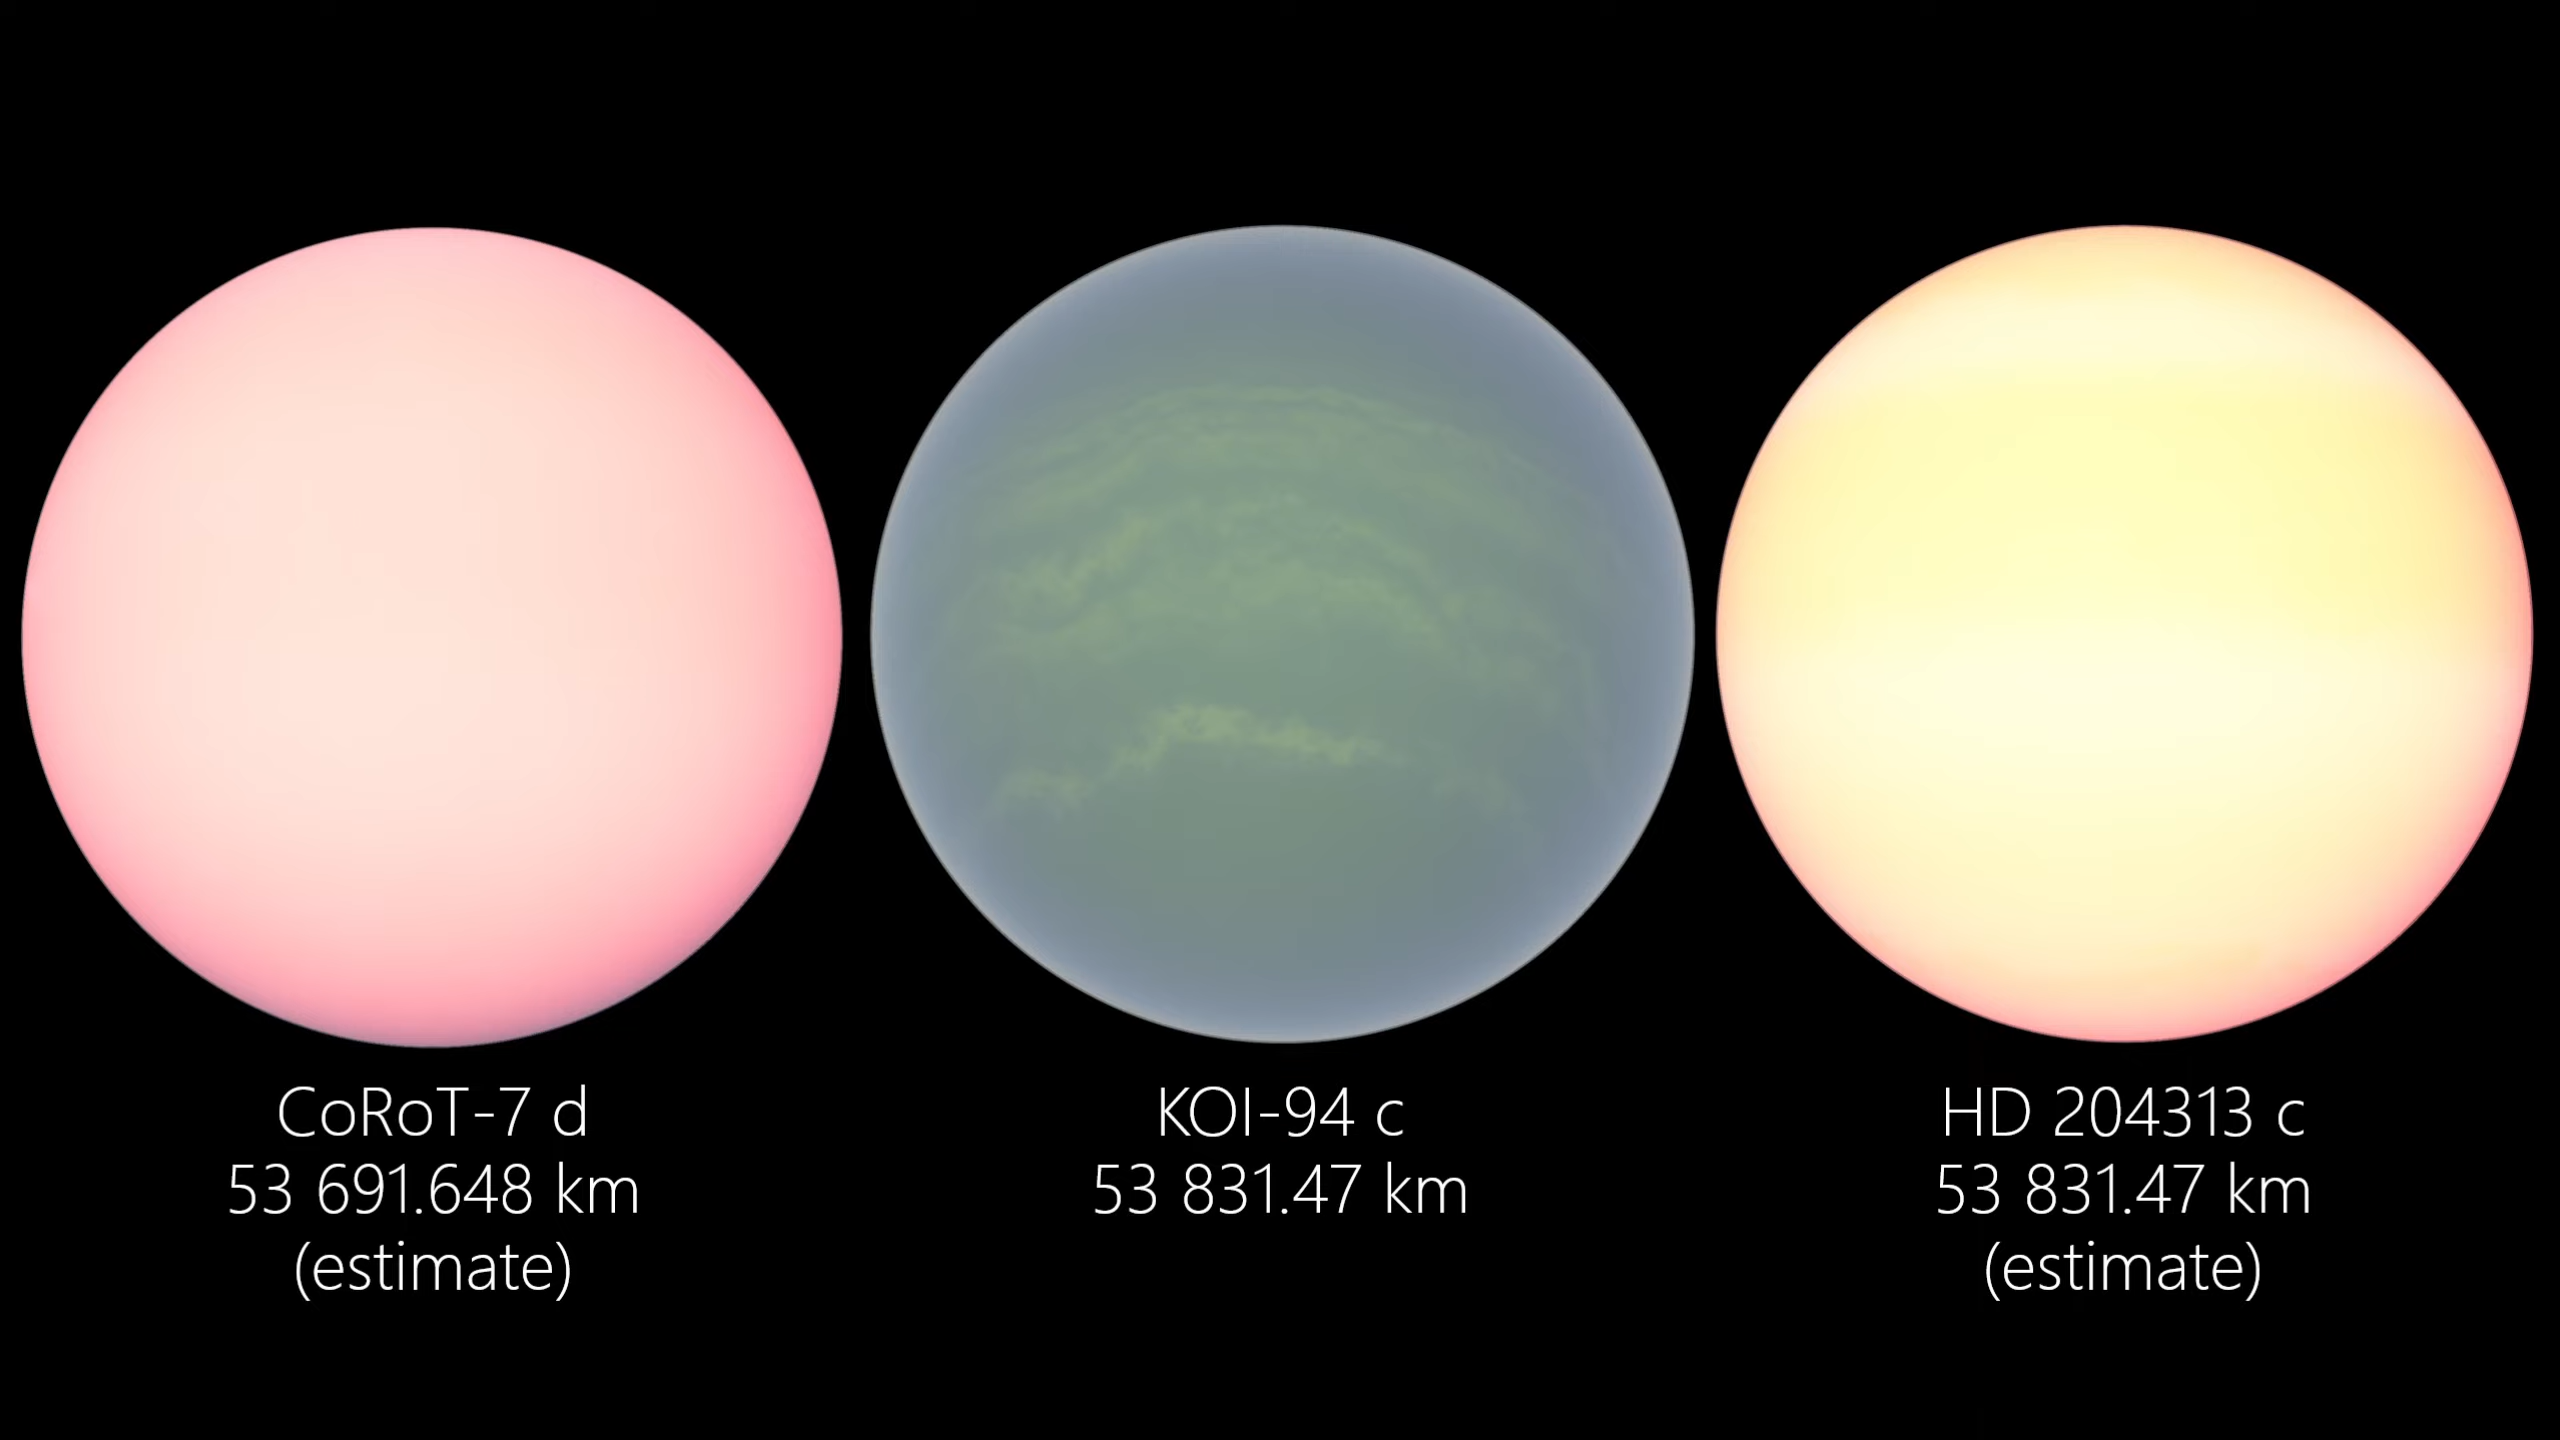 CoRoT-7 d
53 691.648 km
(estimate)
KOI-94 c
53 831.47 km
HD 204313 c
53 831.47 km
(estimate)